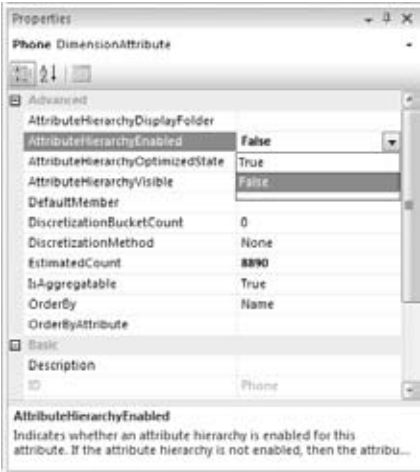 Properties
Phone DimensionAttribute
Advanced
AttributeHierarchyDisplayFolder
AttributeHierarchyEnabled False
AttributeHierarchyOptimizedState True
AttributeHierarchyVisible False
DefaultMember
DiscretizationBucketCount 0
DiscretizationMethod None
EstimatedCount 8890
IsAggregatable True
OrderBy Name
OrderByAttribute
Basic
Description
ID Phone
AttributeHierarchyEnabled
Indicates whether an attribute hierarchy is enabled for this
attribute. If the attribute hierarchy is not enabled, then the attribu...